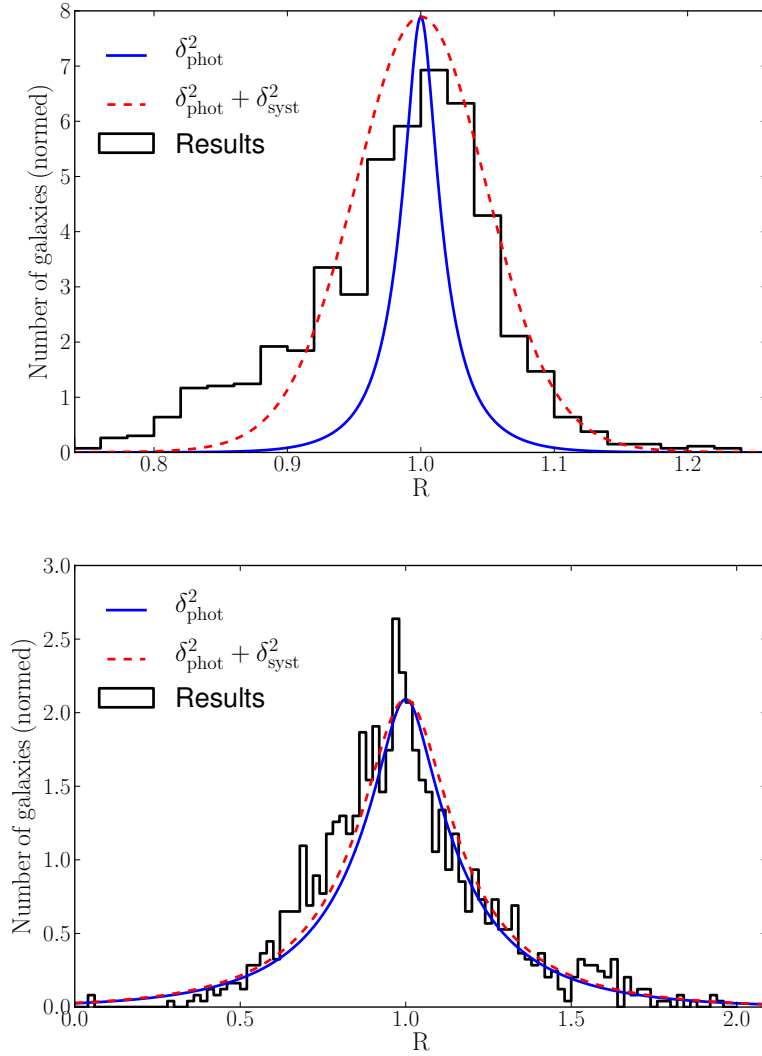 8
7
6
5
4
3
2
1
0
Number of galaxies (normed)
δ²phot
δ²phot + δ²syst
Results
0.8 0.9 1.0 1.1 1.2
R
3.0
2.5
2.0
1.5
1.0
0.5
0.0
Number of galaxies (normed)
δ²phot
δ²phot + δ²syst
Results
0.0 0.5 1.0 1.5 2.0
R